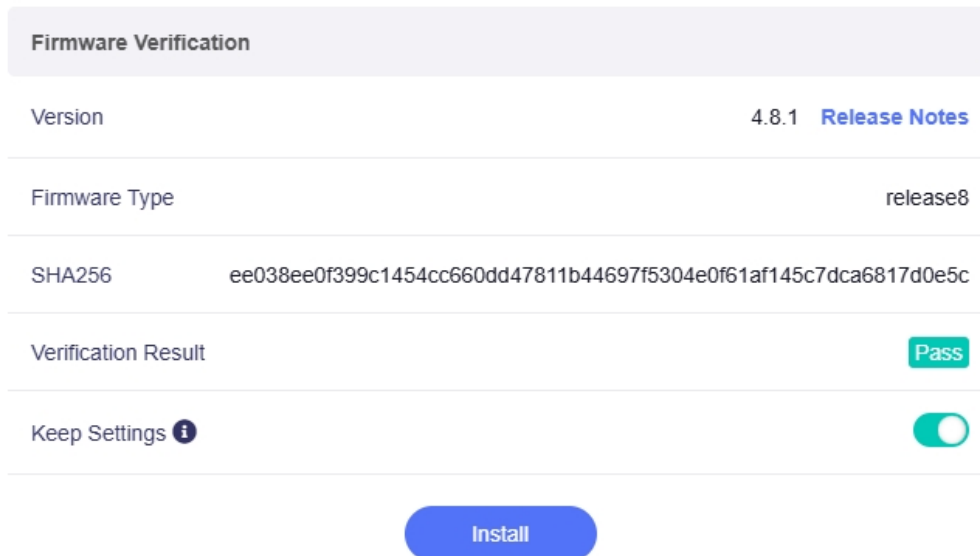 Firmware Verification
Version 4.8.1 Release Notes
Firmware Type release8
SHA256 ee038ee0f399c1454cc660dd47811b44697f5304e0f61af145c7dca6817d0e5c
Verification Result Pass
Keep Settings
Install